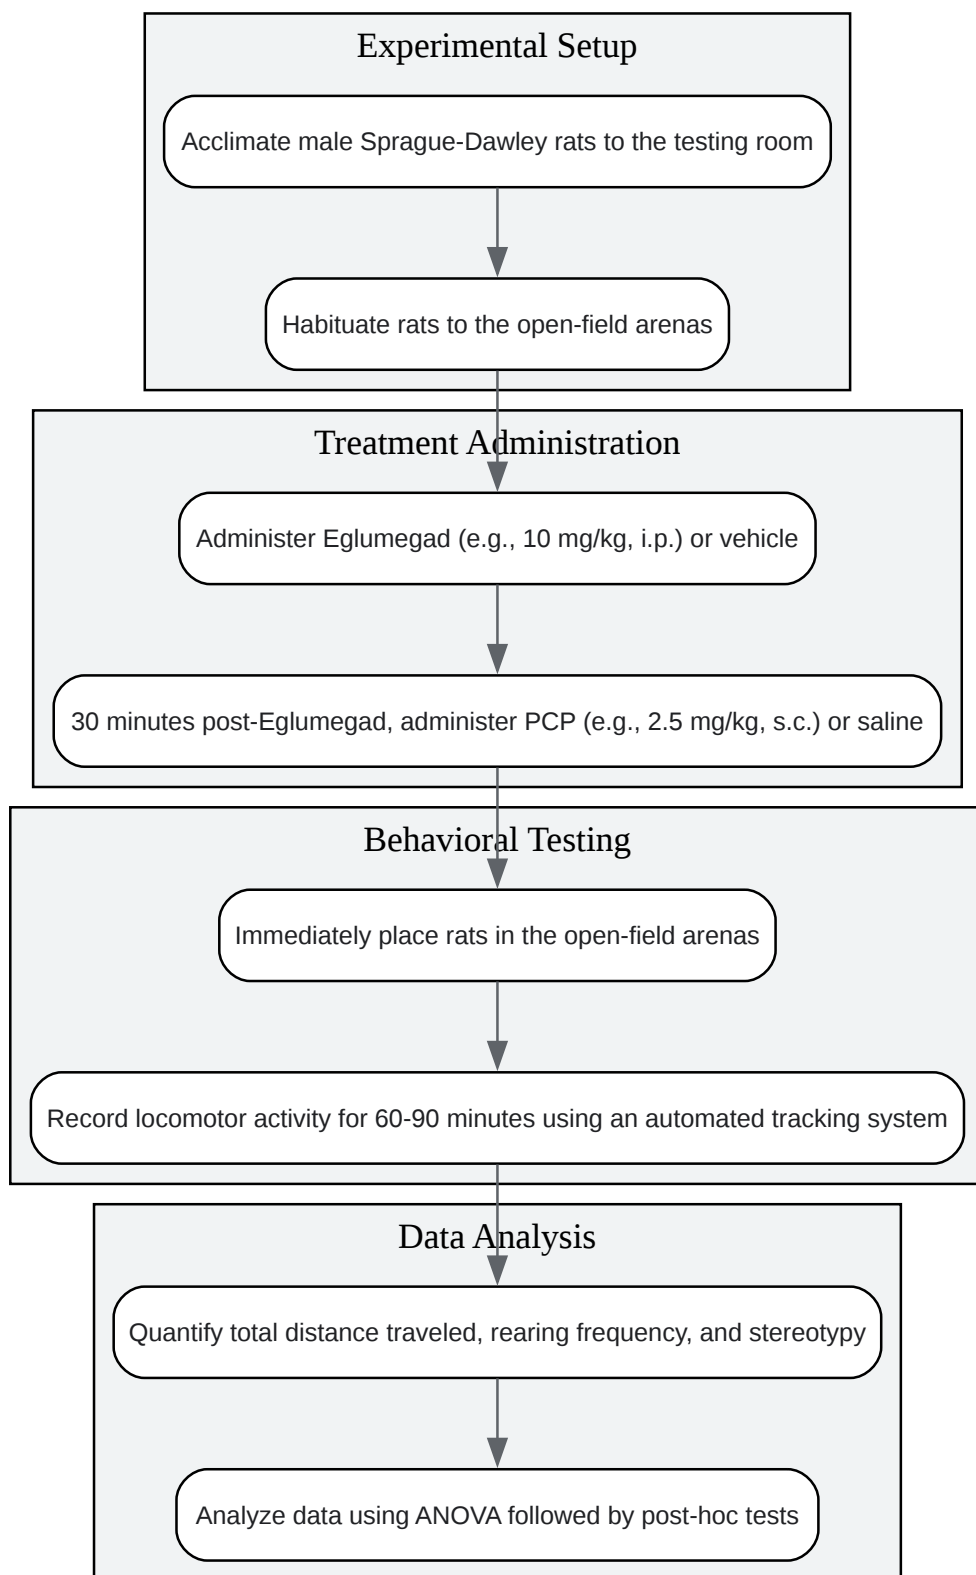 Experimental Setup
Acclimate male Sprague-Dawley rats to the testing room
Habituate rats to the open-field arenas
Treatment Administration
Administer Eglumegad (e.g., 10 mg/kg, i.p.) or vehicle
30 minutes post-Eglumegad, administer PCP (e.g., 2.5 mg/kg, s.c.) or saline
Behavioral Testing
Immediately place rats in the open-field arenas
Record locomotor activity for 60-90 minutes using an automated tracking system
Data Analysis
Quantify total distance traveled, rearing frequency, and stereotypy
Analyze data using ANOVA followed by post-hoc tests